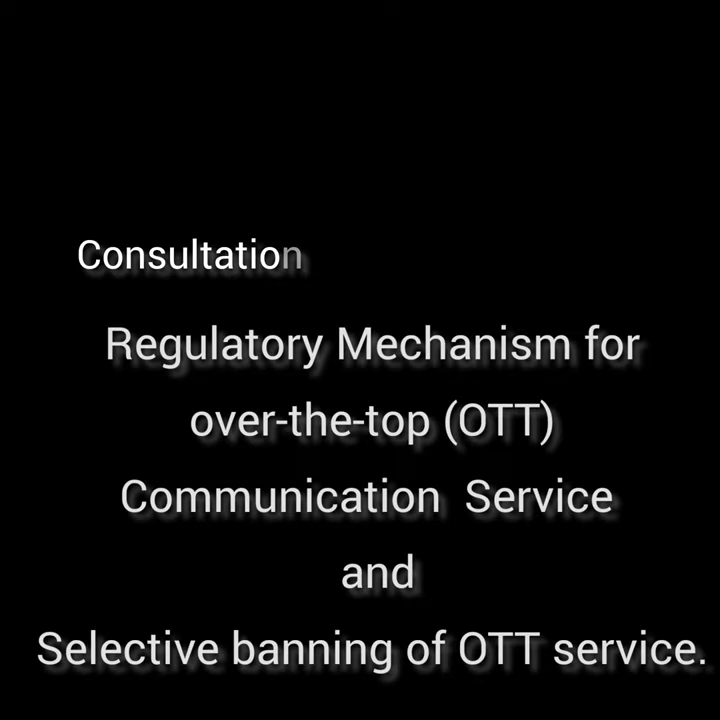 Consultation
Regulatory Mechanism for
over-the-top (OTT)
Communication Service
and
Selective banning of OTT service.